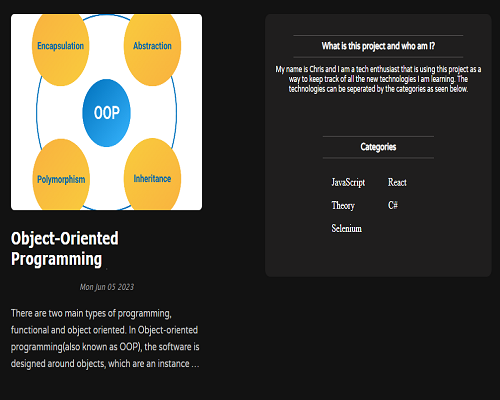 Encapsulation
Abstraction
OOP
Polymorphism
Inheritance
Object-Oriented
Programming
Mon Jun 05 2023
There are two main types of programming,
functional and object oriented. In Object-oriented
programming(also known as OOP), the software is
designed around objects, which are an instance ...
What is this project and who am I?
My name is Chris and I am a tech enthusiast that is using this project as a
way to keep track of all the new technologies I am learning. The
technologies can be seperated by the categories as seen below.
Categories
JavaScript React
Theory C#
Selenium